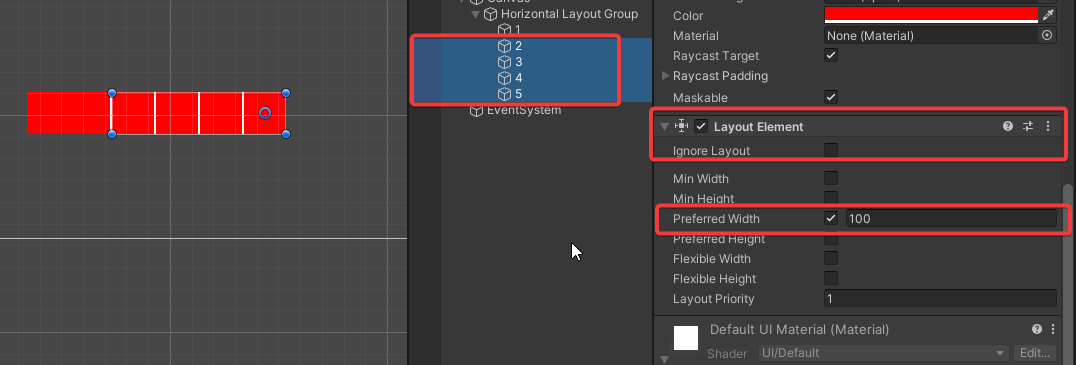 Canvas
Horizontal Layout Group
1
2
3
4
5
EventSystem
Color
Material
None (Material)
Raycast Target
Raycast Padding
Maskable
Layout Element
Ignore Layout
Min Width
Min Height
Preferred Width
100
Preferred Height
Flexible Width
Flexible Height
Layout Priority
1
Default UI Material (Material)
Shader
UI/Default
Edit...